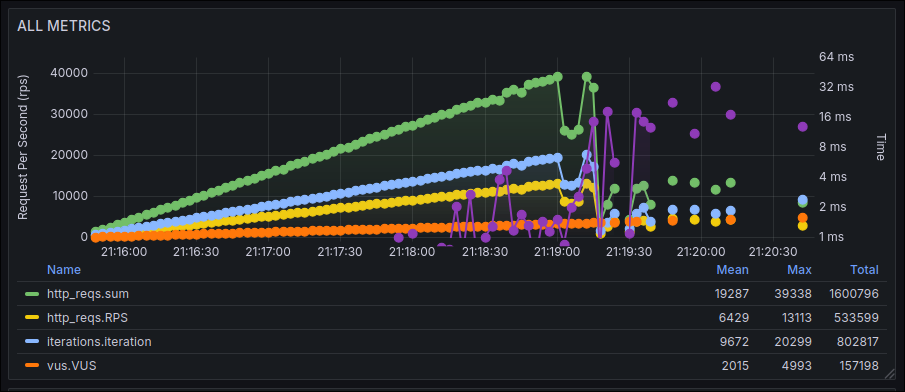 ALL METRICS
Request Per Second (rps)
40000
30000
20000
10000
0
64 ms
32 ms
16 ms
8 ms
4 ms
2 ms
1 ms
Time
21:16:00 21:16:30 21:17:00 21:17:30 21:18:00 21:18:30 21:19:00 21:19:30 21:20:00 21:20:30
Name Mean Max Total
http_reqs.sum 19287 39338 1600796
http_reqs.RPS 6429 13113 533599
iterations.iteration 9672 20299 802817
vus.VUS 2015 4993 157198